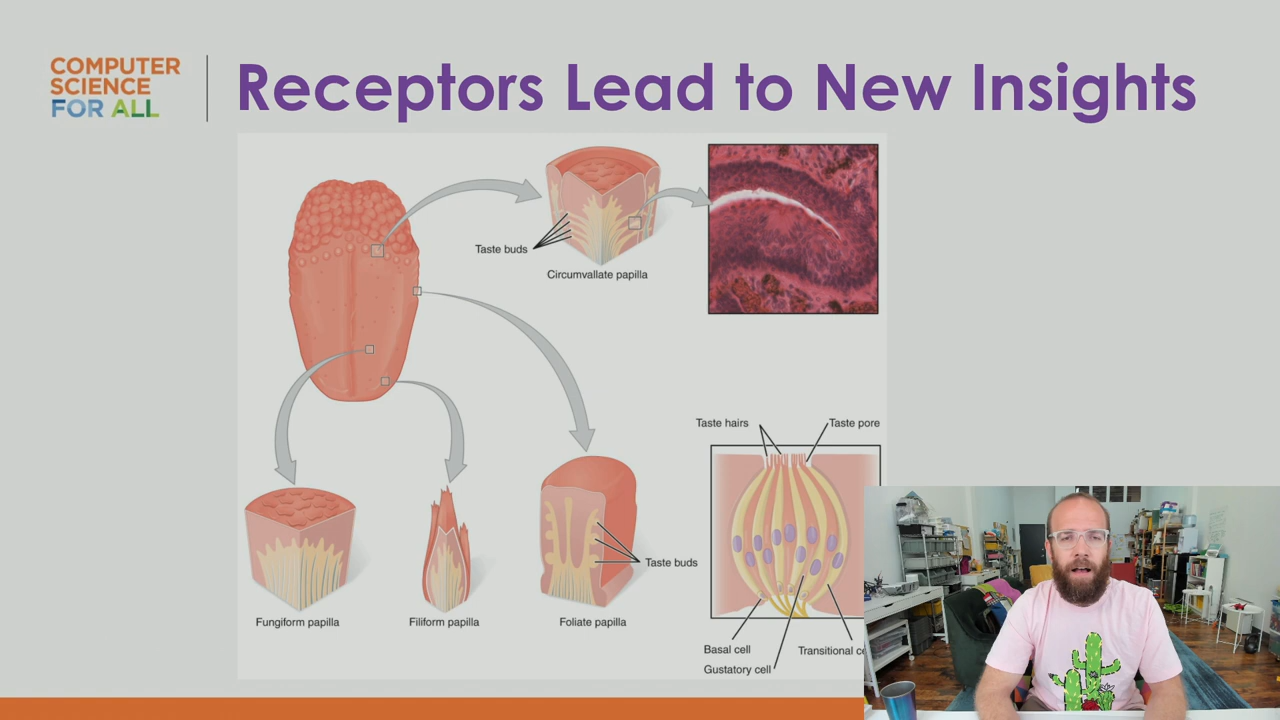 COMPUTER
SCIENCE
FOR ALL
Receptors Lead to New Insights
Taste buds
Circumvallate papilla
Taste hairs
Taste pore
Taste buds
Fungiform papilla
Filiform papilla
Foliate papilla
Basal cell
Transitional
Gustatory cell